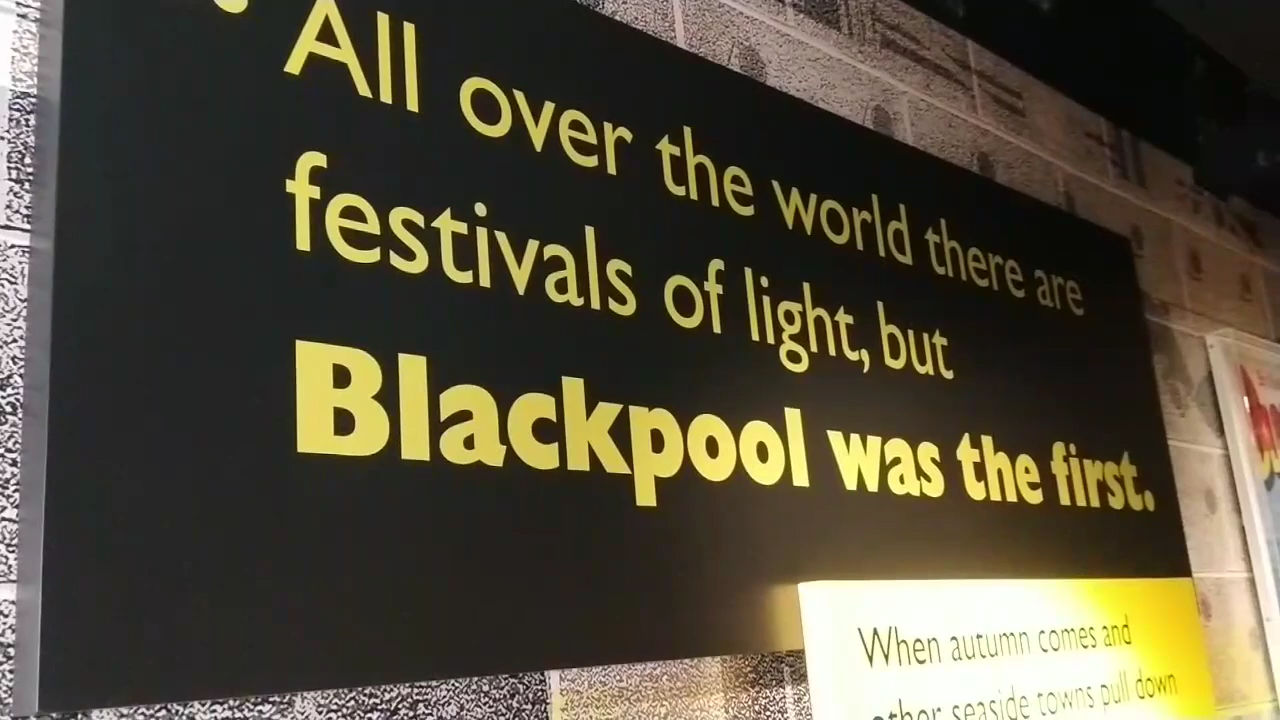 All over the world there are
festivals of light, but
Blackpool was the first.
When autumn comes and
other seaside towns pull down